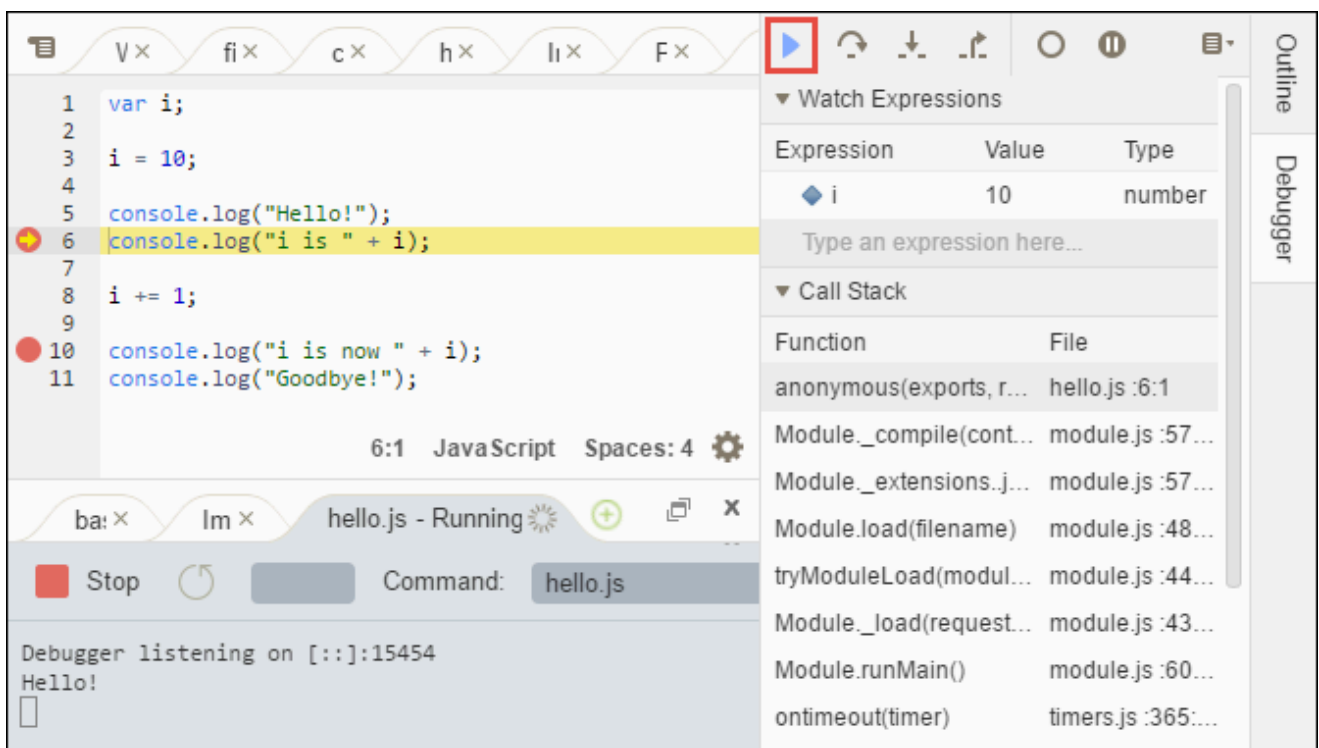 V × fi × c × h × × F ×
1 var i;
2
3 i = 10;
4
5 console.log("Hello!");
6 console.log("i is " + i);
7
8 i += 1;
9
10 console.log("i is now " + i);
11 console.log("Goodbye!");
6:1 JavaScript Spaces: 4
ba: × Im × hello.js - Running
Stop Command: hello.js
Debugger listening on [::]:15454
Hello!
Watch Expressions
Expression Value Type
i 10 number
Type an expression here...
Call Stack
Function File
anonymous(exports, r... hello.js :6:1
Module._compile(cont... module.js :57...
Module._extensions..j... module.js :57...
Module.load(filename) module.js :48...
tryModuleLoad(modul... module.js :44...
Module._load(request... module.js :43...
Module.runMain() module.js :60...
ontimeout(timer) timers.js :365:...
Outline
Debugger